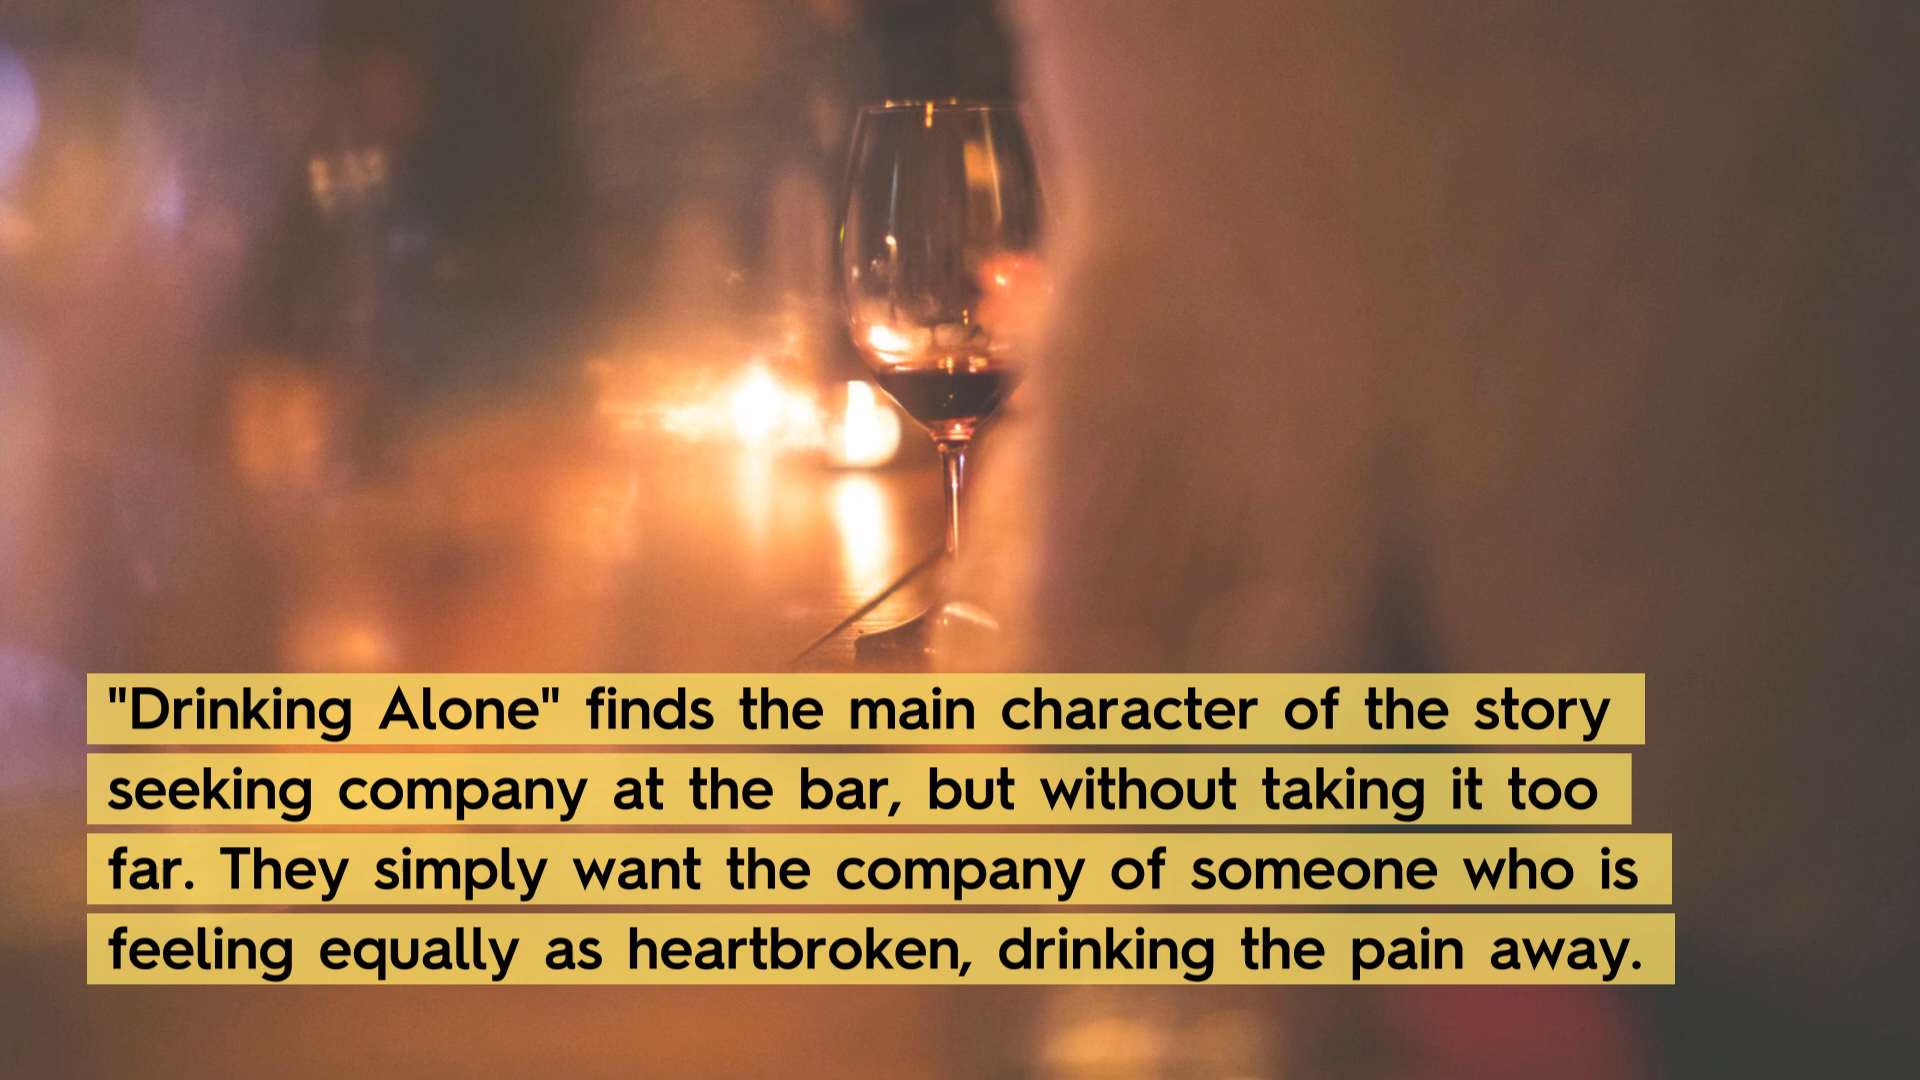 "Drinking Alone" finds the main character of the story
seeking company at the bar, but without taking it too
far. They simply want the company of someone who is
feeling equally as heartbroken, drinking the pain away.